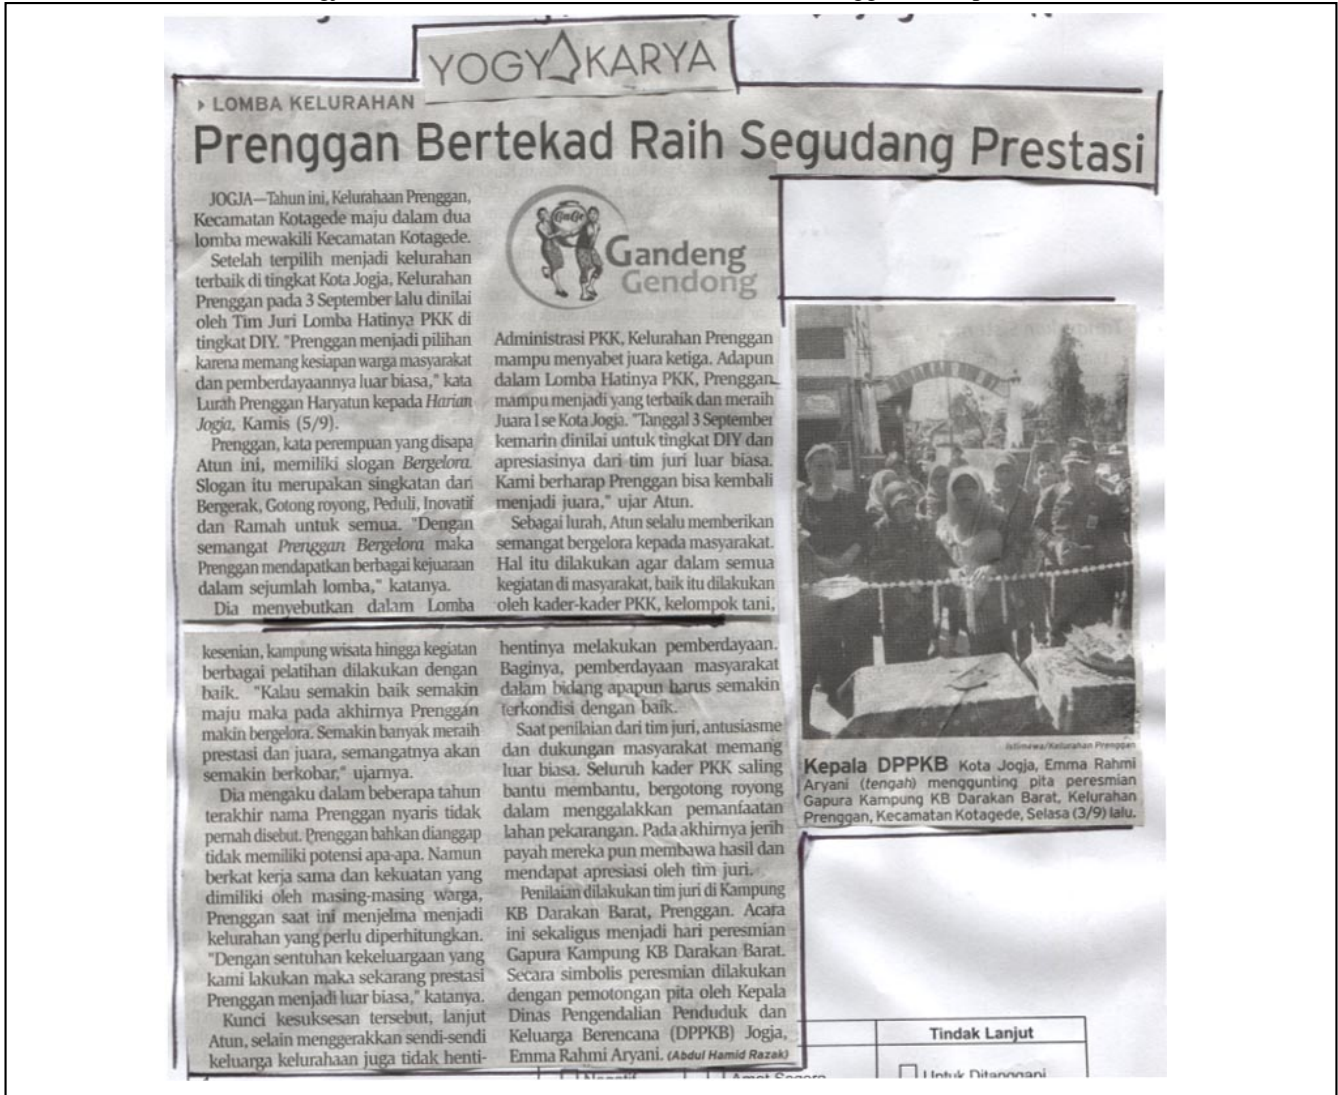 YOGYAKARYA
LOMBA KELURAHAN
Prenggan Bertekad Raih Segudang Prestasi
JOGJA—Tahun ini, Kelurahaan Prenggan,
Kecamatan Kotagede maju dalam dua
lomba mewakili Kecamatan Kotagede.
Setelah terpilih menjadi kelurahan
terbaik di tingkat Kota Jogja, Kelurahan
Prenggan pada 3 September lalu dinilai
oleh Tim Juri Lomba Hatinya PKK di
tingkat DIY. "Prenggan menjadi pilihan
karena memang kesiapan warga masyarakat
dan pemberdayaannya luar biasa," kata
Lurah Prenggan Haryatun kepada Harian
Jogja, Kamis (5/9).
Prenggan, kata perempuan yang disapa
Atun ini, memiliki slogan Bergelora.
Slogan itu merupakan singkatan dari
Bergerak, Gotong royong, Peduli, Inovatif
dan Ramah untuk semua. "Dengan
semangat Prenggan Bergelora maka
Prenggan mendapatkan berbagai kejuaraan
dalam sejumlah lomba," katanya.
Dia menyebutkan dalam Lomba
GaGe
Gandeng
Gendong
Administrasi PKK, Kelurahan Prenggan
mampu menyabet juara ketiga. Adapun
dalam Lomba Hatinya PKK, Prenggan
mampu menjadi yang terbaik dan meraih
Juara I se Kota Jogja. "Tanggal 3 September
kemarin dinilai untuk tingkat DIY dan
apresiasinya dari tim juri luar biasa.
Kami berharap Prenggan bisa kembali
menjadi juara," ujar Atun.
Sebagai lurah, Atun selalu memberikan
semangat bergelora kepada masyarakat.
Hal itu dilakukan agar dalam semua
kegiatan di masyarakat, baik itu dilakukan
oleh kader-kader PKK, kelompok tani,
kesenian, kampung wisata hingga kegiatan
berbagai pelatihan dilakukan dengan
baik. "Kalau semakin baik semakin
maju maka pada akhirnya Prenggan
makin bergelora. Semakin banyak meraih
prestasi dan juara, semangatnya akan
semakin berkobar," ujarnya.
Dia mengaku dalam beberapa tahun
terakhir nama Prenggan nyaris tidak
pernah disebut. Prenggan bahkan dianggap
tidak memiliki potensi apa-apa. Namun
berkat kerja sama dan kekuatan yang
dimiliki oleh masing-masing warga,
Prenggan saat ini menjelma menjadi
kelurahan yang perlu diperhitungkan.
"Dengan sentuhan kekeluargaan yang
kami lakukan maka sekarang prestasi
Prenggan menjadi luar biasa," katanya.
Kunci kesuksesan tersebut, lanjut
Atun, selain menggerakkan sendi-sendi
keluarga kelurahaan juga tidak henti-
hentinya melakukan pemberdayaan.
Baginya, pemberdayaan masyarakat
dalam bidang apapun harus semakin
terkondisi dengan baik.
Saat penilaian dari tim juri, antusiasme
dan dukungan masyarakat memang
luar biasa. Seluruh kader PKK saling
bantu membantu, bergotong royong
dalam menggalakkan pemanfaatan
lahan pekarangan. Pada akhirnya jerih
payah mereka pun membawa hasil dan
mendapat apresiasi oleh tim juri.
Penilaian dilakukan tim juri di Kampung
KB Darakan Barat, Prenggan. Acara
ini sekaligus menjadi hari peresmian
Gapura Kampung KB Darakan Barat.
Secara simbolis peresmian dilakukan
dengan pemotongan pita oleh Kepala
Dinas Pengendalian Penduduk dan
Keluarga Berencana (DPPKB) Jogja,
Emma Rahmi Aryani. (Abdul Hamid Razak)
Istimewa/Kelurahan Prenggan
Kepala DPPKB Kota Jogja, Emma Rahmi
Aryani (tengah) menggunting pita peresmian
Gapura Kampung KB Darakan Barat, Kelurahan
Prenggan, Kecamatan Kotagede, Selasa (3/9) lalu.
Tindak Lanjut
Negatif
Amat Segera
Untuk Ditanggapi